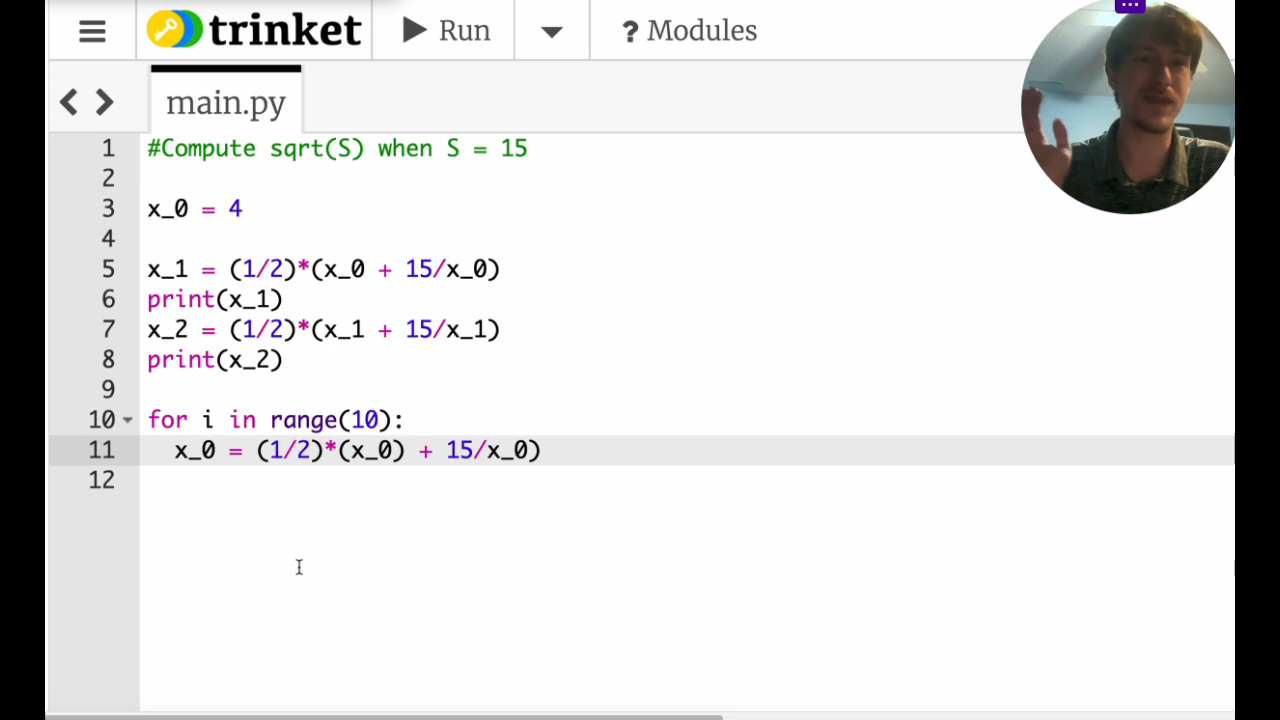 trinket Run ? Modules
main.py
1 #Compute sqrt(S) when S = 15
2
3 x_0 = 4
4
5 x_1 = (1/2)*(x_0 + 15/x_0)
6 print(x_1)
7 x_2 = (1/2)*(x_1 + 15/x_1)
8 print(x_2)
9
10 for i in range(10):
11 x_0 = (1/2)*(x_0) + 15/x_0)
12